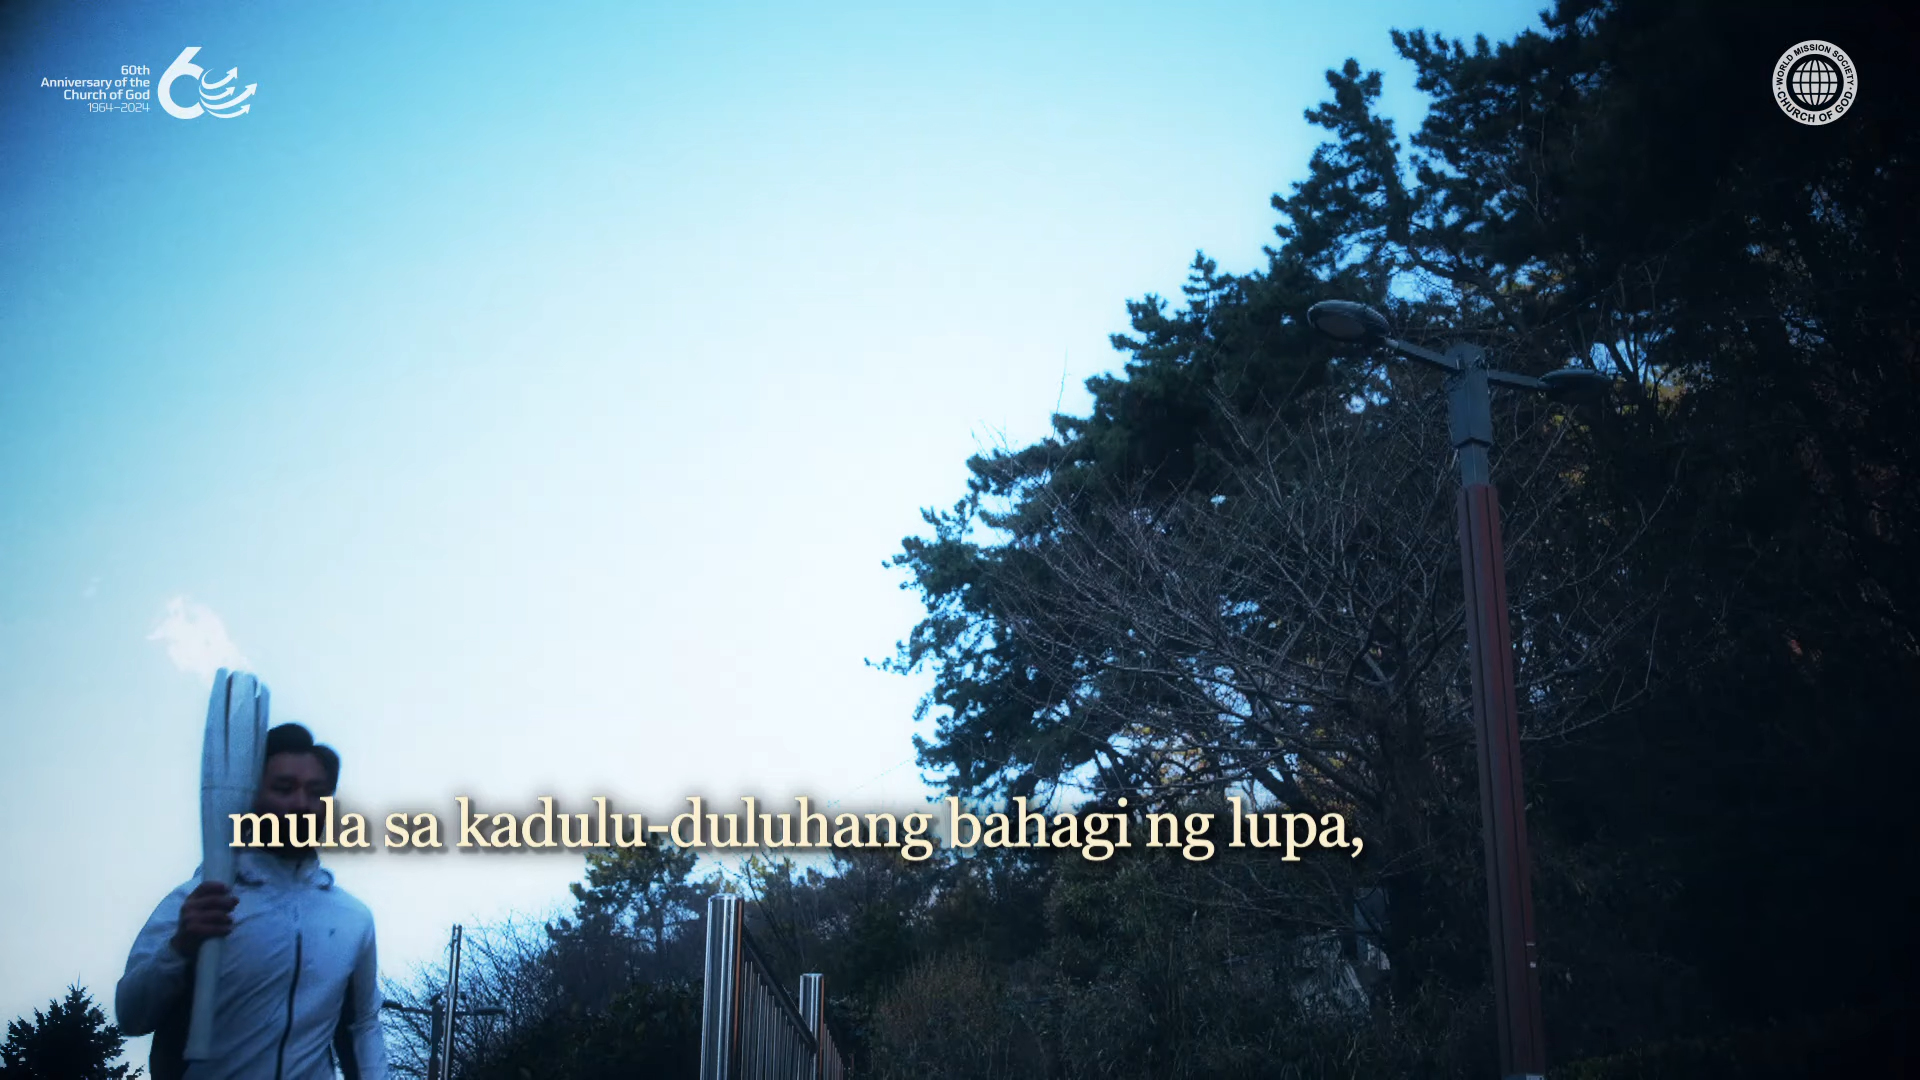 60th
Anniversary of the
Church of God
1964–2024
60
WORLD MISSION SOCIETY
CHURCH OF GOD
mula sa kadulu-duluhang bahagi ng lupa,